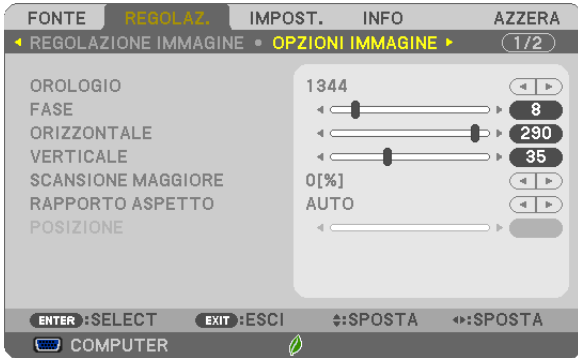 FONTE REGOLAZ. IMPOST. INFO AZZERA
REGOLAZIONE IMMAGINE • OPZIONI IMMAGINE 1/2
OROLOGIO 1344
FASE 8
ORIZZONTALE 290
VERTICALE 35
SCANSIONE MAGGIORE 0[%]
RAPPORTO ASPETTO AUTO
POSIZIONE
ENTER :SELECT EXIT :ESCI :SPOSTA :SPOSTA
COMPUTER